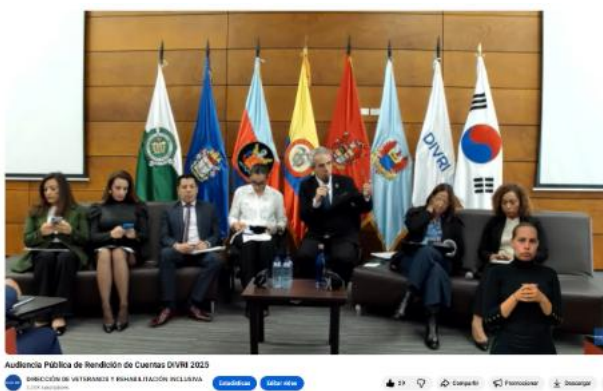 DIVRI
Audiencia Pública de Rendición de Cuentas DIVRI 2025
DIRECCIÓN DE VETERANOS Y REHABILITACIÓN INCLUSIVA
Estadísticas
Editar video
Compartir
Promocionar
Descargar